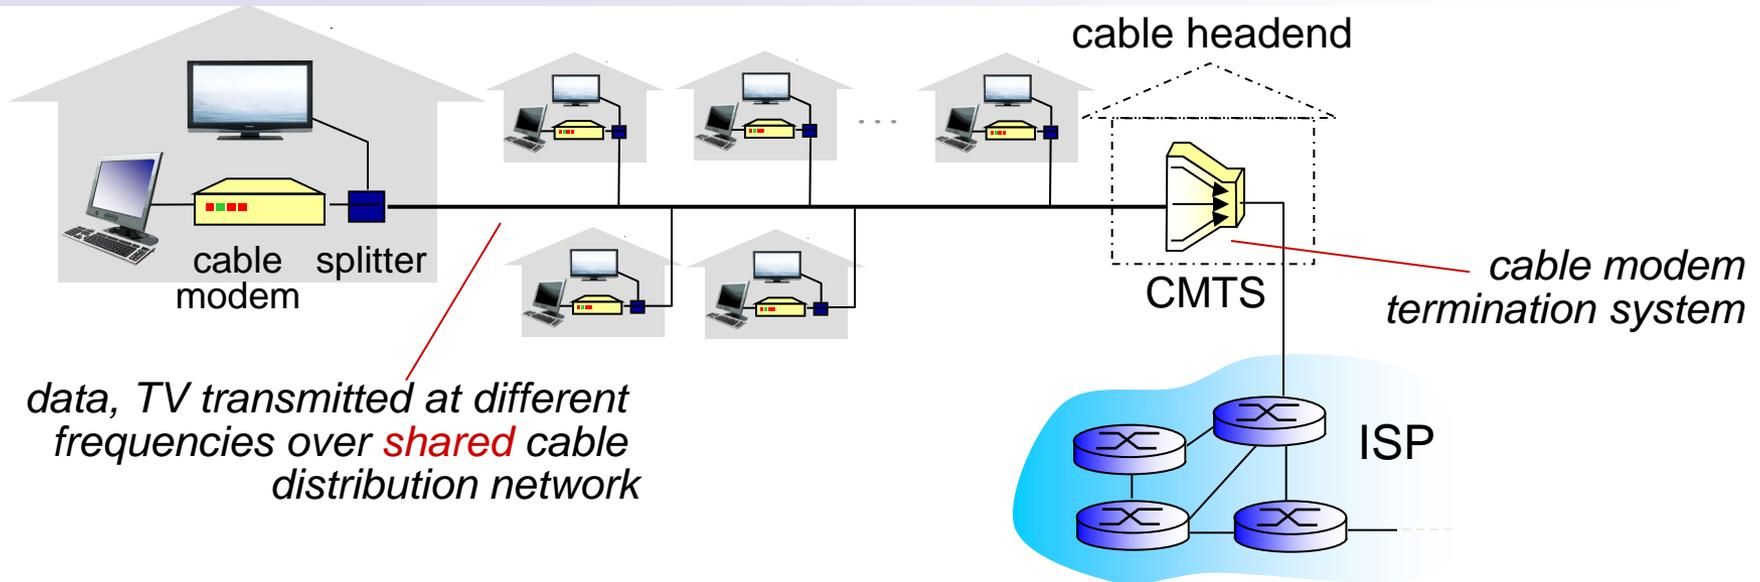 cable headend
cable
modem
splitter
CMTS
cable modem
termination system
data, TV transmitted at different
frequencies over shared cable
distribution network
ISP